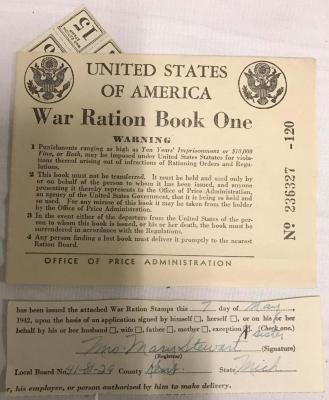 15
UNITED STATES
OF AMERICA
War Ration Book One
WARNING
1 Punishments ranging as high as Ten Years' Imprisonment or $10,000
Fine, or Both, may be imposed under United States Statutes for viola-
tions thereof arising out of infractions of Rationing Orders and Regu-
lations.
2 This book must not be transferred. It must be held and used only by
or on behalf of the person to whom it has been issued, and anyone
presenting it thereby represents to the Office of Price Administration,
an agency of the United States Government, that it is being so held and
so used. For any misuse of this book it may be taken from the holder
by the Office of Price Administration.
3 In the event either of the departure from the United States of the per-
son to whom this book is issued, or his or her death, the book must be
surrendered in accordance with the Regulations.
4 Any person finding a lost book must deliver it promptly to the nearest
Ration Board.
OFFICE OF PRICE ADMINISTRATION
No 236327 -120
has been issued the attached War Ration Stamps this 7 day of May,
1942, upon the basis of an application signed by himself □, herself □, or on his or her
behalf by his or her husband □, wife □, father □, mother □, exception □. (Check one.)
sister
Mrs. Stewart (Signature)
(Registrar)
Local Board No. 41-8-29 County Kent State Mich
or, his employee, or person authorized by him to make delivery.